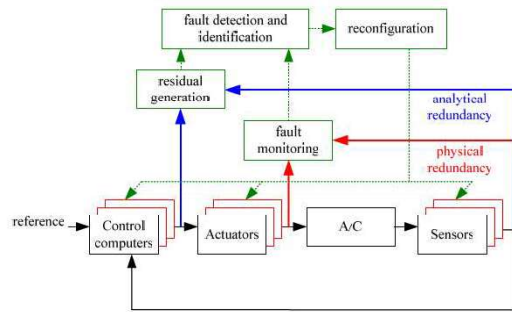 fault detection and
identification
reconfiguration
residual
generation
analytical
redundancy
fault
monitoring
physical
redundancy
reference
Control
computers
Actuators
A/C
Sensors